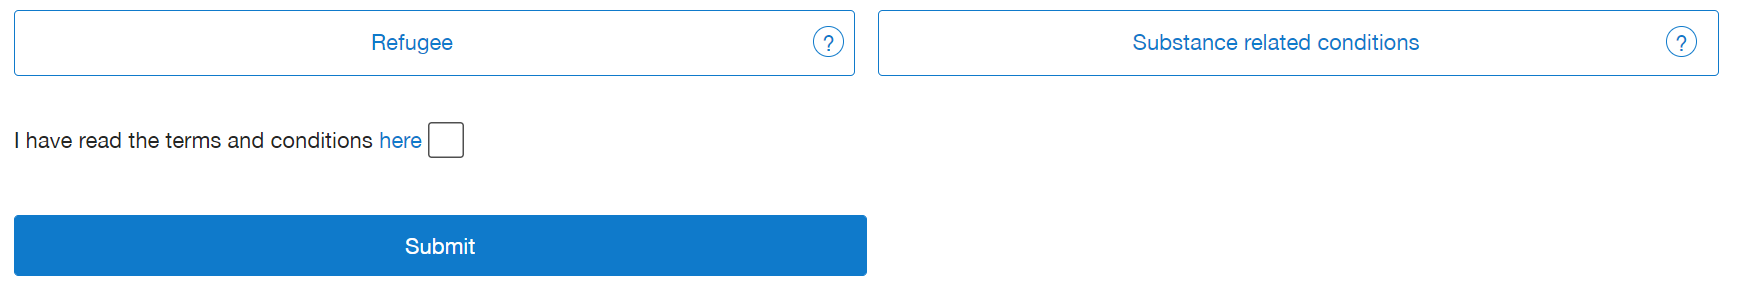 Refugee ?
Substance related conditions ?
I have read the terms and conditions here
Submit